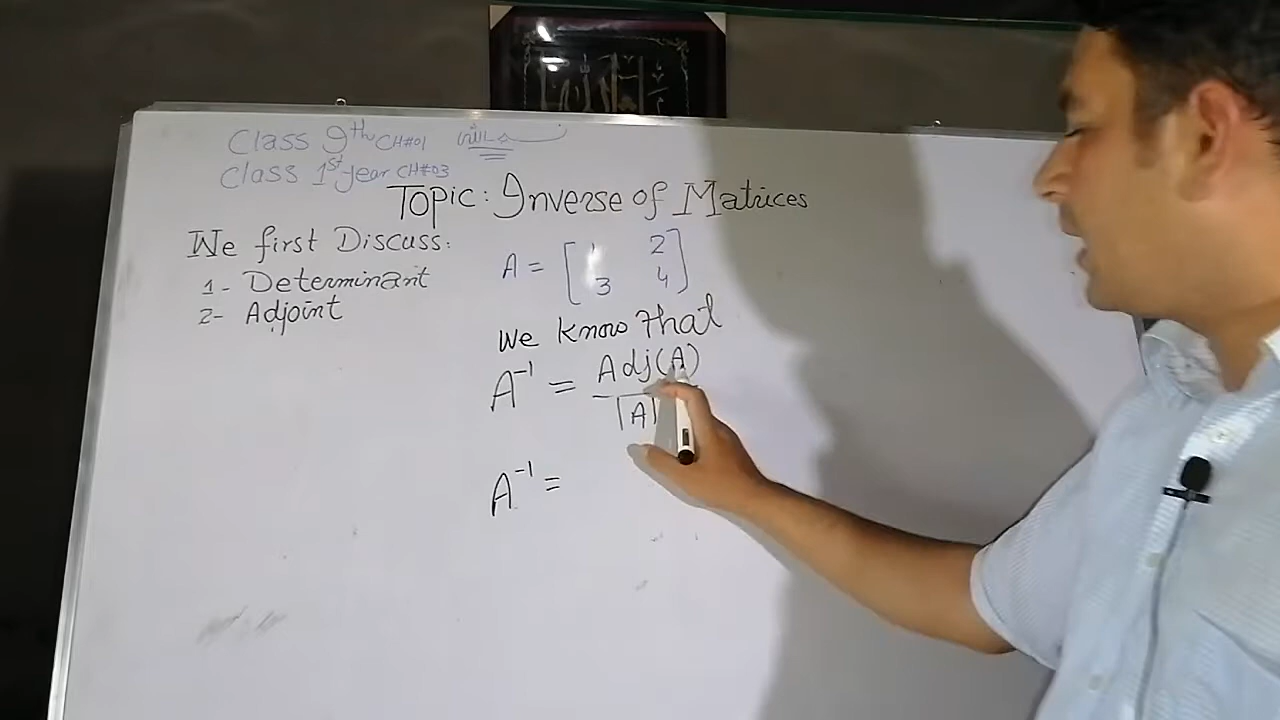 Class 9th CH#01
Class 1st year CH#03
Topic: Inverse of Matrices
We first Discuss:
1- Determinant
2- Adjoint
A = [1 2
3 4]
We know that
A⁻¹ = Adj(A)
|A|
A⁻¹ =